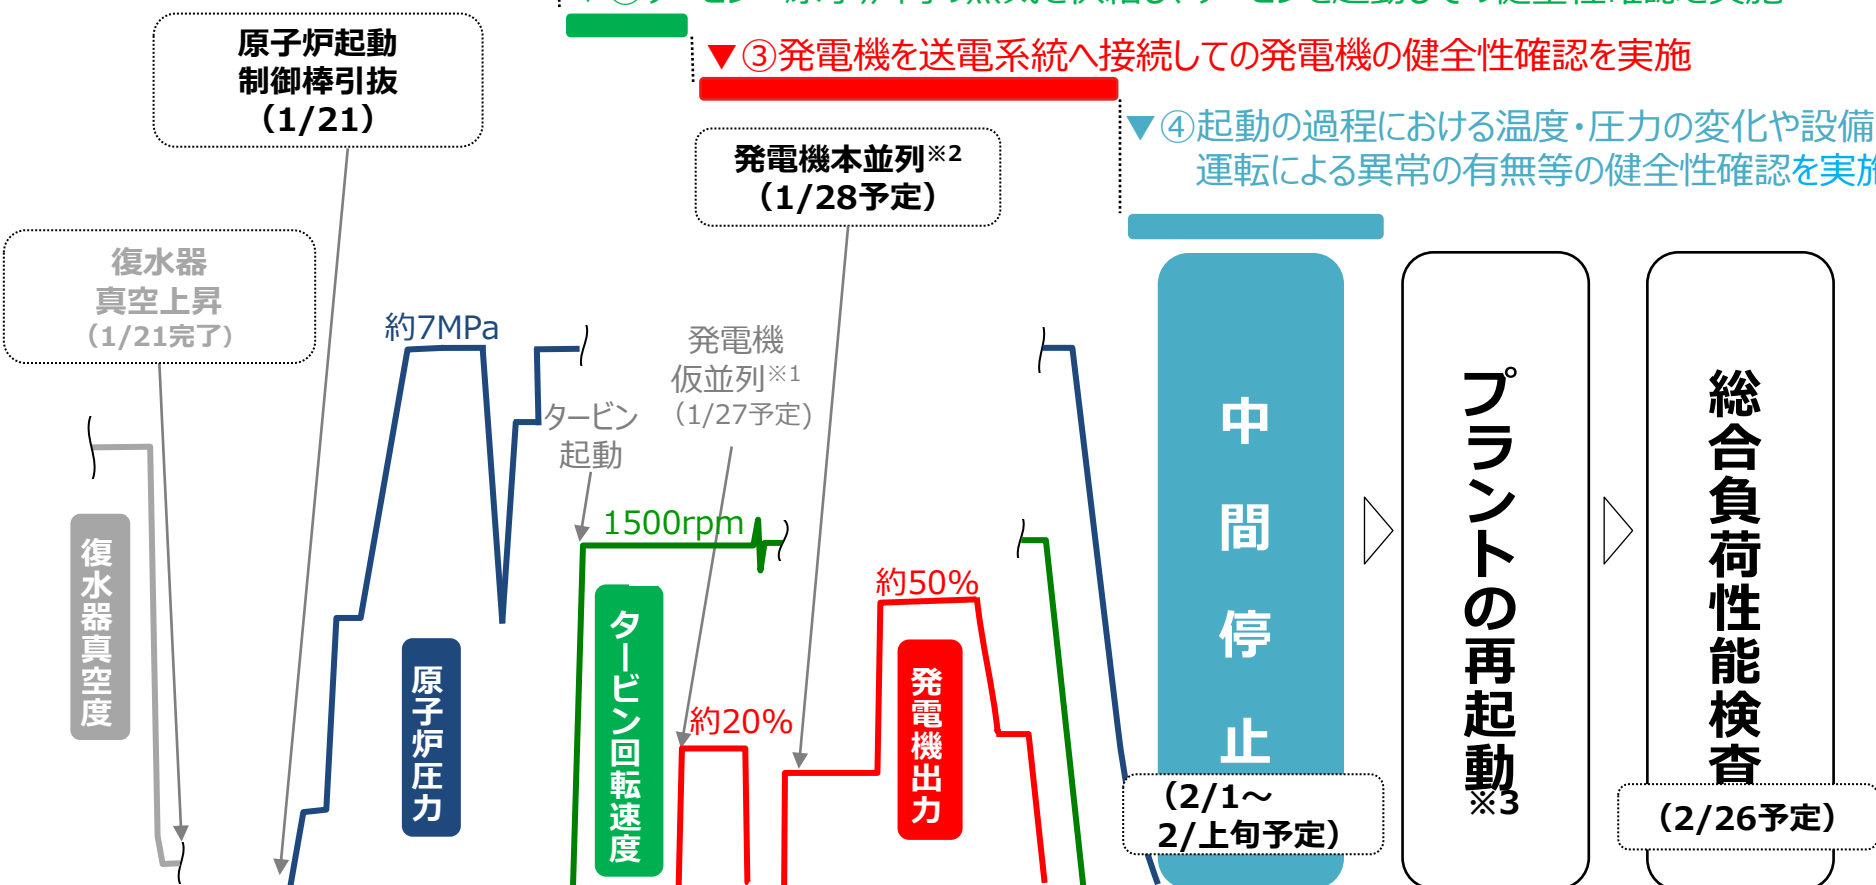 ▼③発電機を送電系統へ接続しての発電機の健全性確認を実施
▼④起動の過程における温度・圧力の変化や設備
運転による異常の有無等の健全性確認を実施
原子炉起動
制御棒引抜
（1/21）
発電機本並列※2
（1/28予定）
復水器
真空上昇
（1/21完了）
約7MPa
発電機
仮並列※1
（1/27予定)
タービン
起動
1500rpm
約50%
約20%
復水器真空度
原子炉圧力
タービン回転速度
発電機出力
中間停止
（2/1～
2/上旬予定）
プラントの再起動
※3
総合負荷性能検査
（2/26予定）